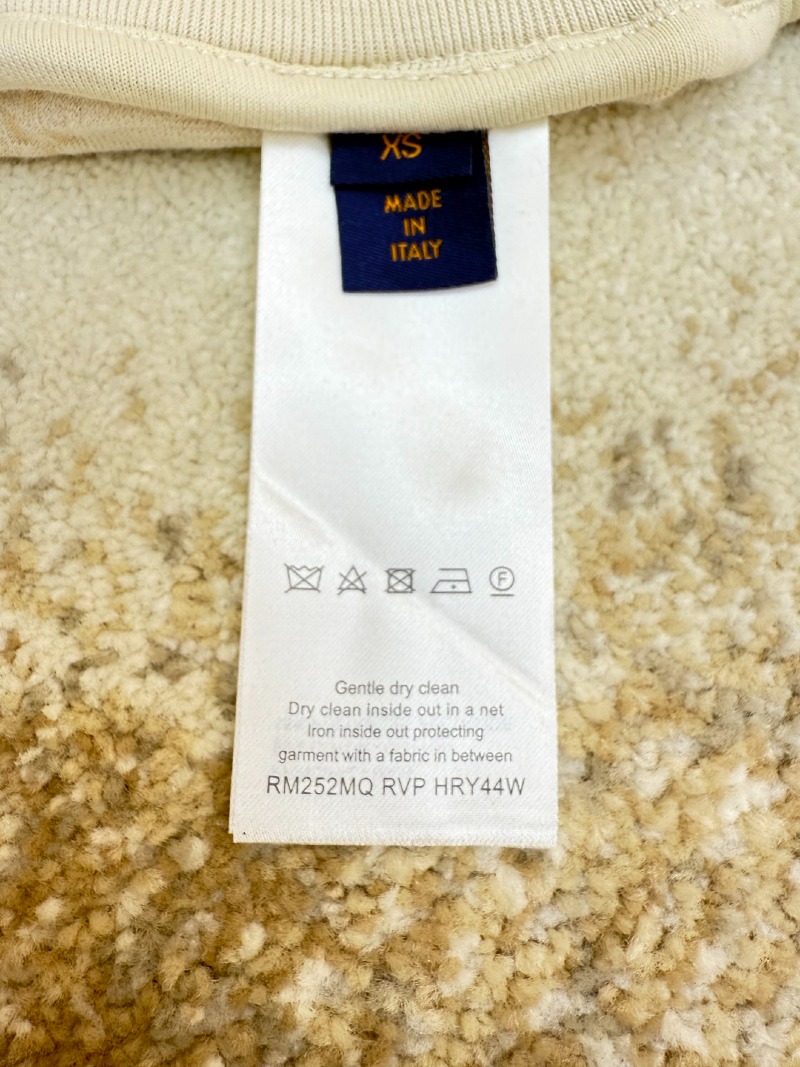 XS
MADE
IN
ITALY
F
Gentle dry clean
Dry clean inside out in a net
Iron inside out protecting
garment with a fabric in between
RM252MQ RVP HRY44W